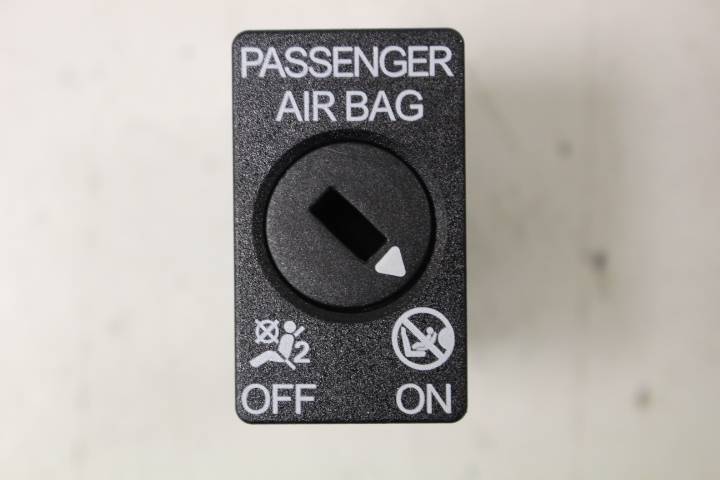 PASSENGER
AIR BAG
2
OFF ON